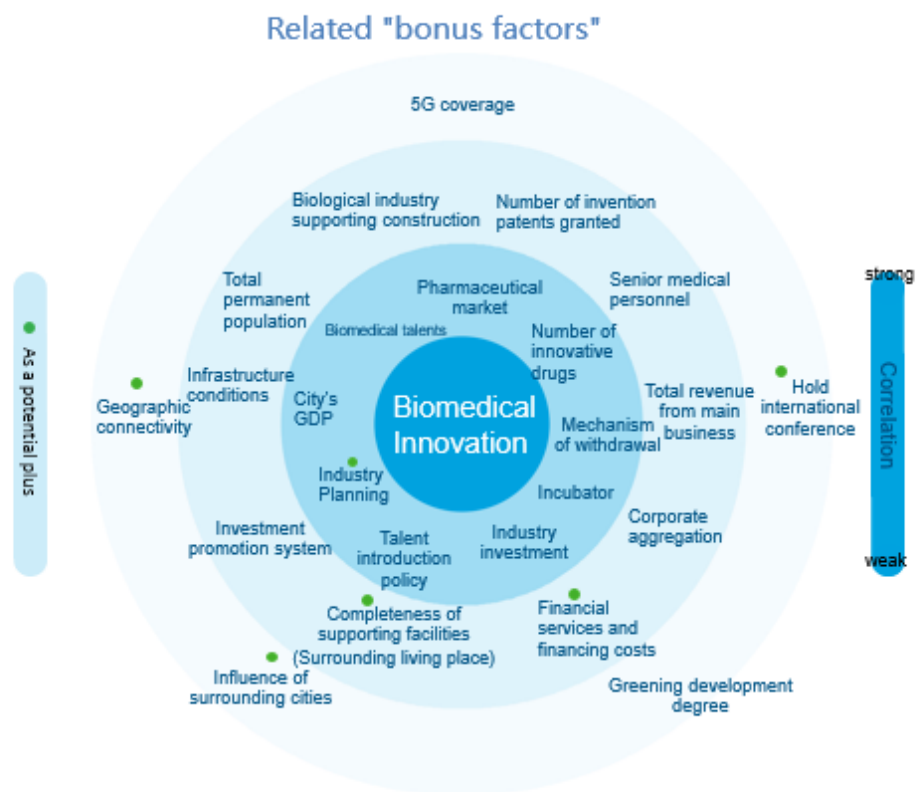 Related "bonus factors"
5G coverage
Biological industry
supporting construction
Number of invention
patents granted
Total
permanent
population
Pharmaceutical
market
Senior medical
personnel
strong
Biomedical talents
Number of
innovative
drugs
As a potential plus
Geographic
connectivity
Infrastructure
conditions
City's
GDP
Biomedical
Innovation
Mechanism
of withdrawal
Total revenue
from main
business
Hold
international
conference
Correlation
Industry
Planning
Incubator
Investment
promotion system
Talent
introduction
policy
Industry
investment
Corporate
aggregation
weak
Completeness of
supporting facilities
(Surrounding living place)
Financial
services and
financing costs
Influence of
surrounding cities
Greening development
degree